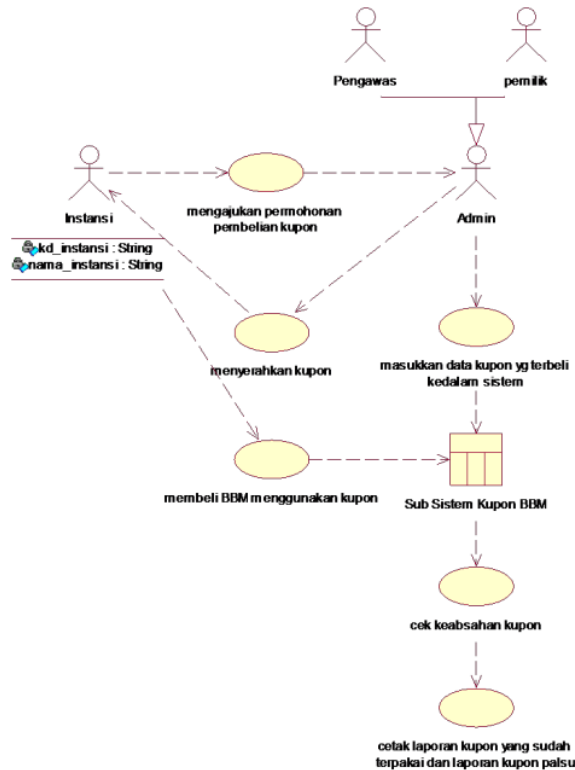 Pengawas
pemilik
Instansi
kd_instansi : String
nama_instansi : String
mengajukan permohonan
pembelian kupon
Admin
menyerahkan kupon
masukkan data kupon yg terbeli
kedalam sistem
membeli BBM menggunakan kupon
Sub Sistem Kupon BBM
cek keabsahan kupon
cetak laporan kupon yang sudah
terpakai dan laporan kupon palsu